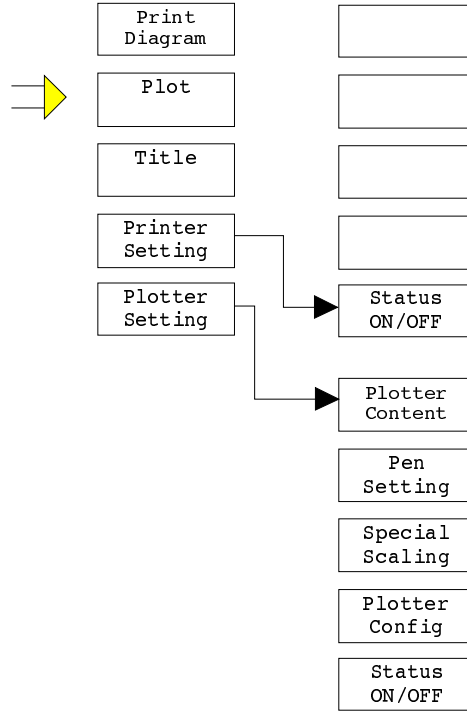 Print
Diagram
Plot
Title
Printer
Setting
Plotter
Setting
Status
ON/OFF
Plotter
Content
Pen
Setting
Special
Scaling
Plotter
Config
Status
ON/OFF